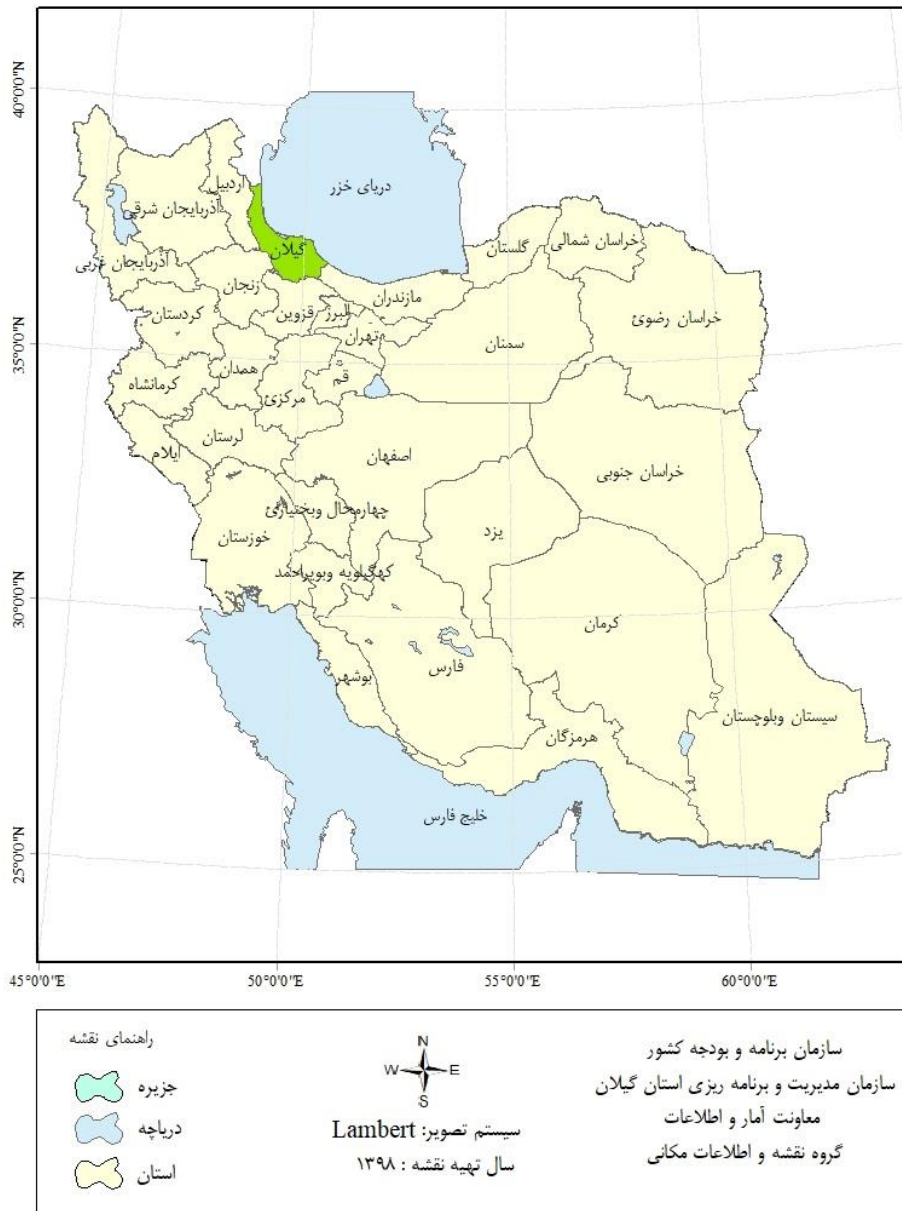 40°0'0"N
35°0'0"N
30°0'0"N
25°0'0"N
دریای خزر
اردبیل
آذربایجان شرقی
گیلان
گلستان
خراسان شمالی
آذربایجان غربی
زنجان
مازندران
خراسان رضوئ
کردستان
قزوین
البرز
تهران
سمنان
همدان
قم
کرمانشاه
مرکزئ
لرستان
ایلام
اصفهان
خراسان جنوبی
چهارمحال وبختیارئ
خوزستان
یزد
کهگیلویه وبویراحمد
کرمان
فارس
بوشهر
سیستان وبلوچستان
هرمزگان
خلیج فارس
45°0'0"E
50°0'0"E
55°0'0"E
60°0'0"E
سازمان برنامه و بودجه کشور
سازمان مدیریت و برنامه ریزی استان گیلان
معاونت آمار و اطلاعات
گروه نقشه و اطلاعات مکانی
N
W
E
S
سیستم تصویر: Lambert
سال تهیه نقشه : ۱۳۹۸
راهنمای نقشه
جزیره
دریاچه
استان